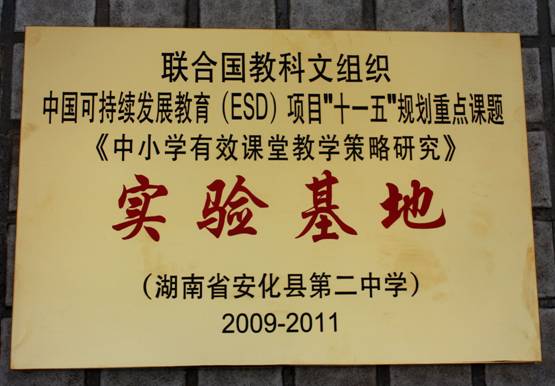 联合国教科文组织
中国可持续发展教育（ESD）项目"十一五"规划重点课题
《中小学有效课堂教学策略研究》
实验基地
（湖南省安化县第二中学）
2009-2011